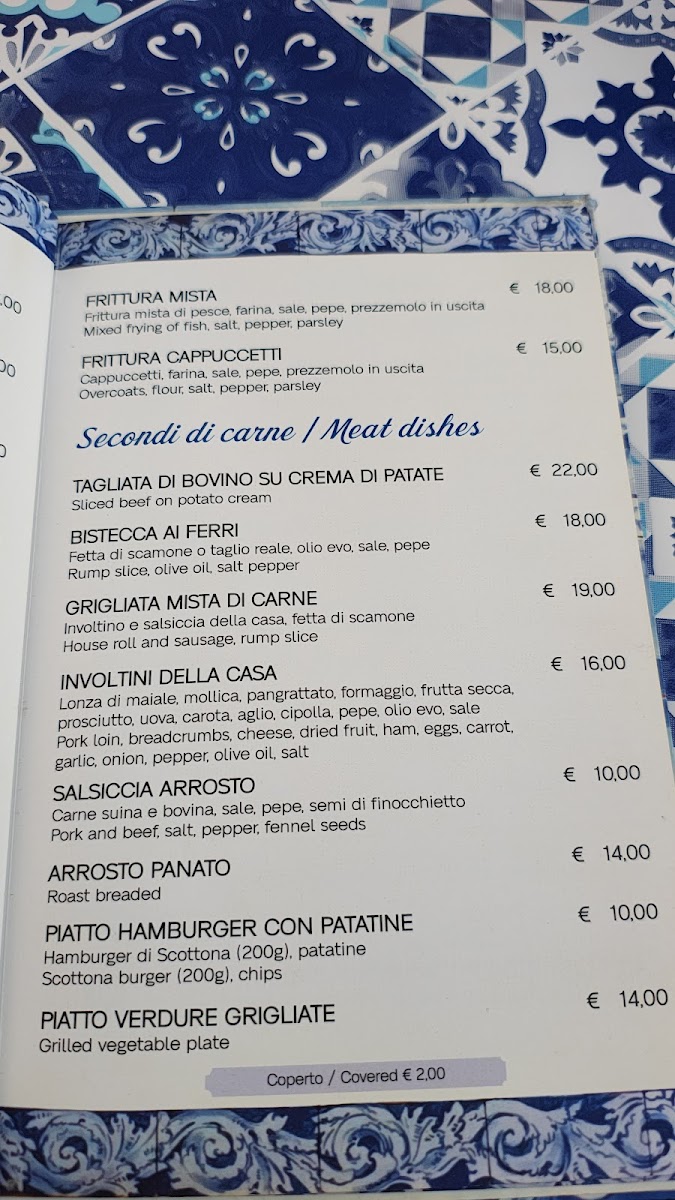 FRITTURA MISTA € 18,00
Frittura mista di pesce, farina, sale, pepe, prezzemolo in uscita
Mixed frying of fish, salt, pepper, parsley
FRITTURA CAPPUCCETTI € 15,00
Cappuccetti, farina, sale, pepe, prezzemolo in uscita
Overcoats, flour, salt, pepper, parsley
Secondi di carne / Meat dishes
TAGLIATA DI BOVINO SU CREMA DI PATATE € 22,00
Sliced beef on potato cream
BISTECCA AI FERRI € 18,00
Fetta di scamone o taglio reale, olio evo, sale, pepe
Rump slice, olive oil, salt pepper
GRIGLIATA MISTA DI CARNE € 19,00
Involtino e salsiccia della casa, fetta di scamone
House roll and sausage, rump slice
INVOLTINI DELLA CASA € 16,00
Lonza di maiale, mollica, pangrattato, formaggio, frutta secca,
prosciutto, uova, carota, aglio, cipolla, pepe, olio evo, sale
Pork loin, breadcrumbs, cheese, dried fruit, ham, eggs, carrot,
garlic, onion, pepper, olive oil, salt
SALSICCIA ARROSTO € 10,00
Carne suina e bovina, sale, pepe, semi di finocchietto
Pork and beef, salt, pepper, fennel seeds
ARROSTO PANATO € 14,00
Roast breaded
PIATTO HAMBURGER CON PATATINE € 10,00
Hamburger di Scottona (200g), patatine
Scottona burger (200g), chips
PIATTO VERDURE GRIGLIATE € 14,00
Grilled vegetable plate
Coperto / Covered € 2,00